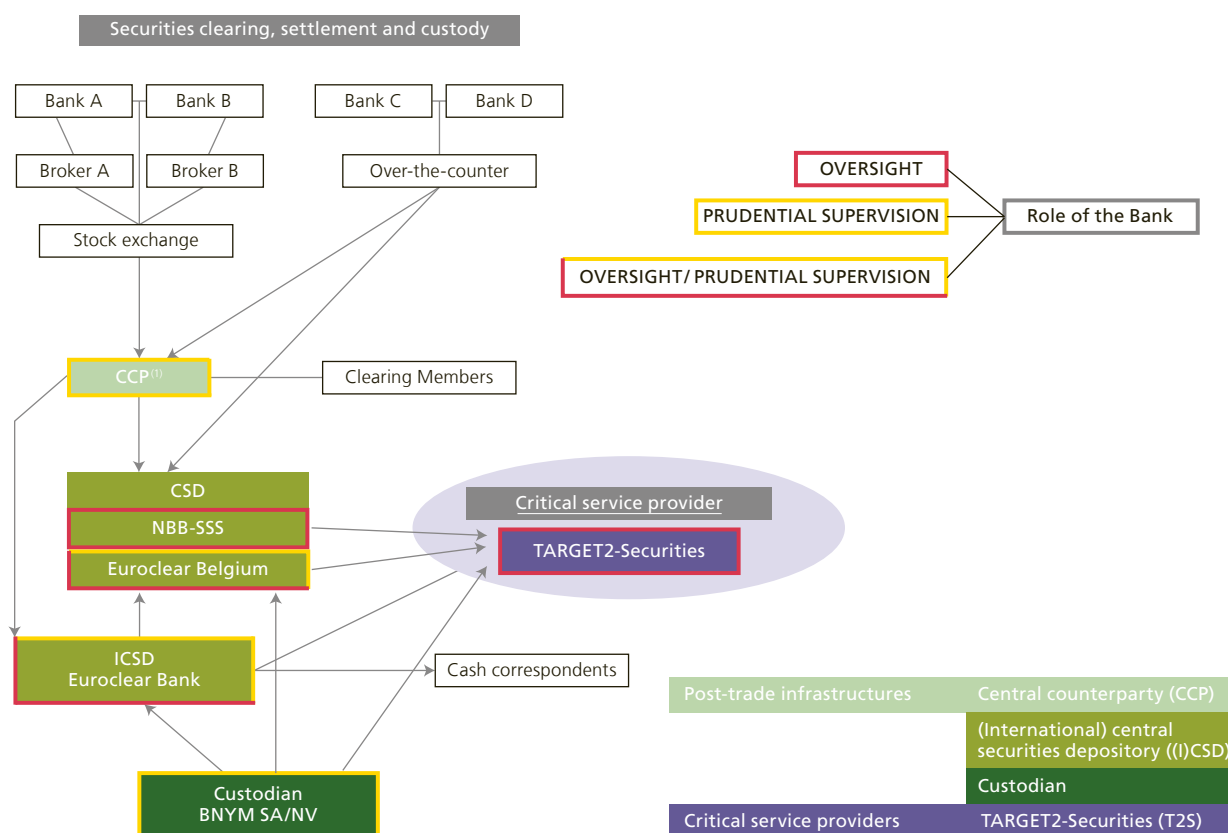 Securities clearing, settlement and custody
Bank A
Bank B
Bank C
Bank D
Broker A
Broker B
Over-the-counter
Stock exchange
OVERSIGHT
PRUDENTIAL SUPERVISION
Role of the Bank
OVERSIGHT/ PRUDENTIAL SUPERVISION
CCP(1)
Clearing Members
CSD
NBB-SSS
Euroclear Belgium
Critical service provider
TARGET2-Securities
ICSD
Euroclear Bank
Cash correspondents
Custodian
BNYM SA/NV
Post-trade infrastructures
Central counterparty (CCP)
(International) central
securities depository ((I)CSD)
Custodian
Critical service providers
TARGET2-Securities (T2S)